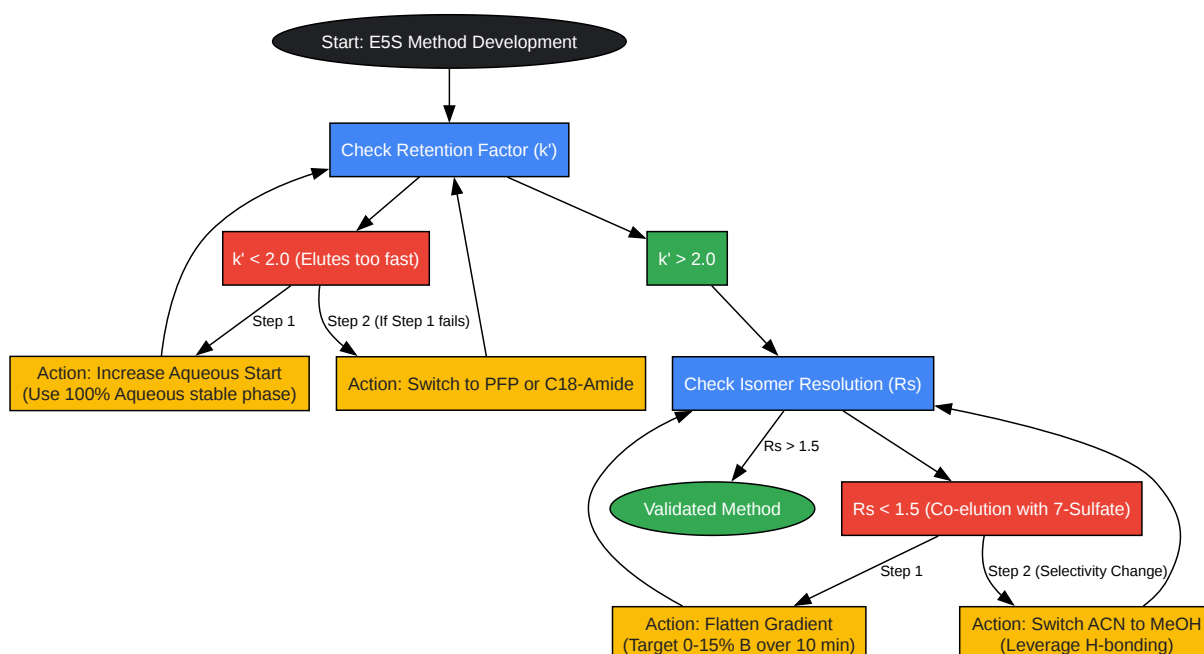 Start: E5S Method Development
Check Retention Factor (k')
k' < 2.0 (Elutes too fast)
k' > 2.0
Step 1
Step 2 (If Step 1 fails)
Action: Increase Aqueous Start
(Use 100% Aqueous stable phase)
Action: Switch to PFP or C18-Amide
Check Isomer Resolution (Rs)
Rs > 1.5
Validated Method
Rs < 1.5 (Co-elution with 7-Sulfate)
Step 1
Step 2 (Selectivity Change)
Action: Flatten Gradient
(Target 0-15% B over 10 min)
Action: Switch ACN to MeOH
(Leverage H-bonding)